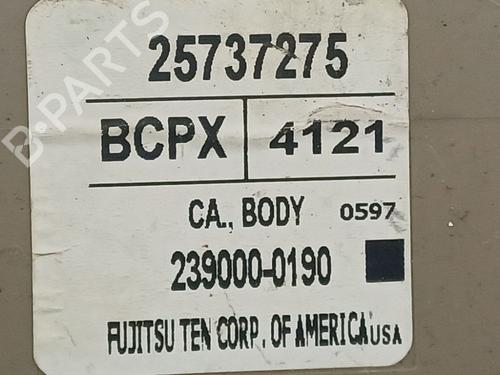 25737275
BCPX 4121
CA., BODY 0597
239000-0190
FUJITSU TEN CORP. OF AMERICA USA
B-PARTS